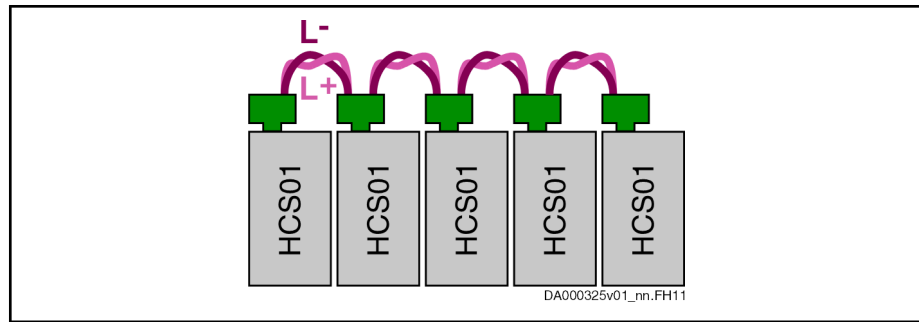 L-
L+
HCS01
HCS01
HCS01
HCS01
HCS01
DA000325v01_nn.FH11